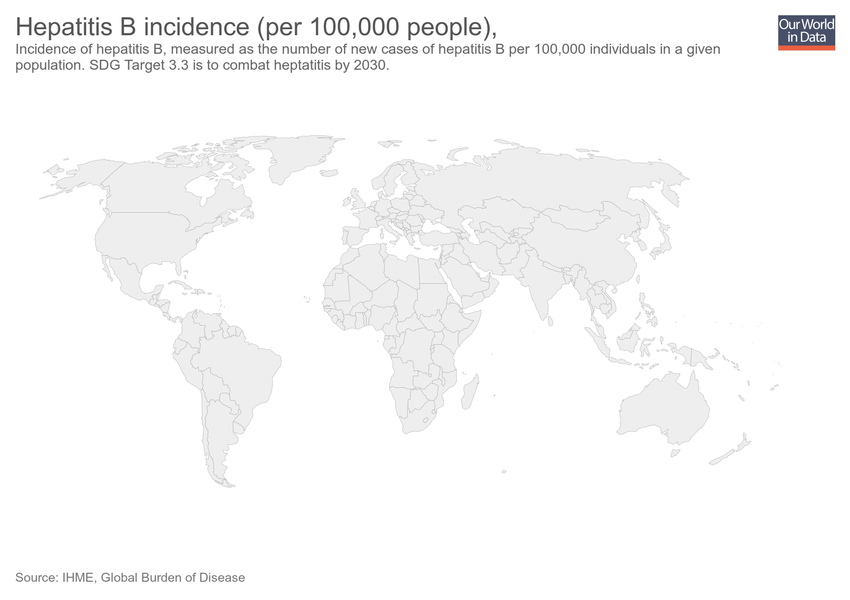 Hepatitis B incidence (per 100,000 people),
Our World
in Data
Incidence of hepatitis B, measured as the number of new cases of hepatitis B per 100,000 individuals in a given
population. SDG Target 3.3 is to combat heptatitis by 2030.
Source: IHME, Global Burden of Disease